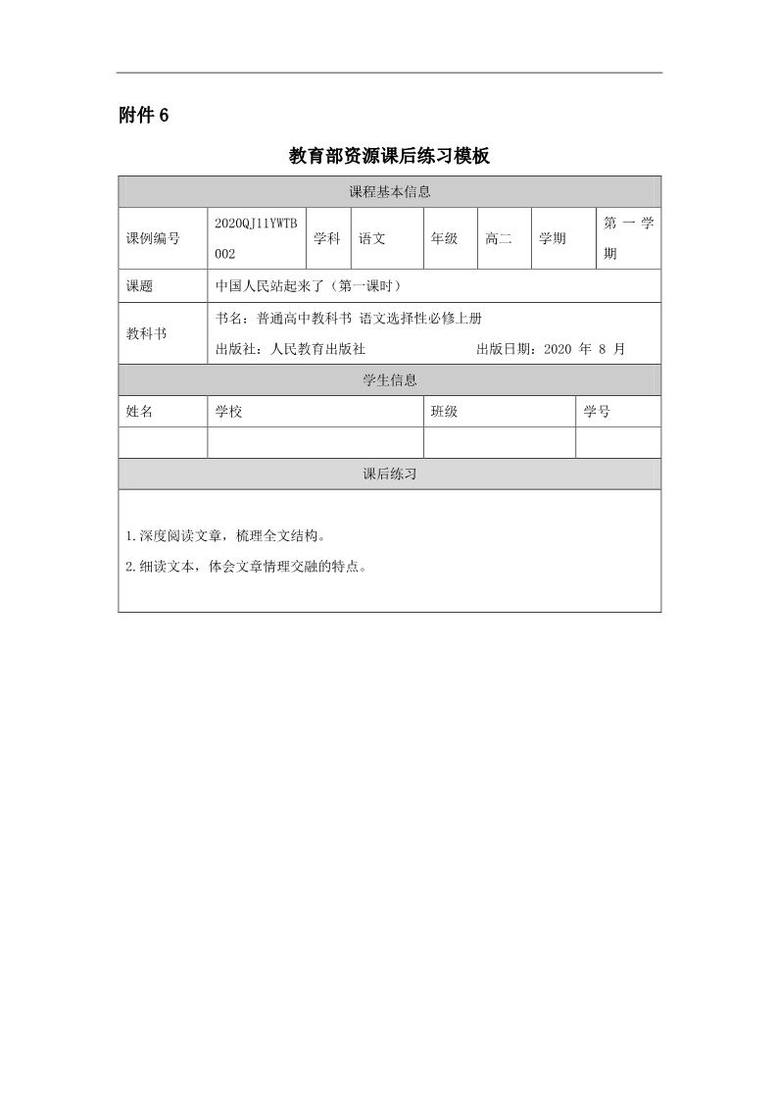 附件 6
教育部资源课后练习模板
课程基本信息
课例编号 2020QJ11YWTB002 学科 语文 年级 高二 学期 第一学期
课题 中国人民站起来了（第一课时）
教科书 书名：普通高中教科书 语文选择性必修上册
出版社：人民教育出版社 出版日期：2020 年 8 月
学生信息
姓名 学校 班级 学号
课后练习
1.深度阅读文章，梳理全文结构。
2.细读文本，体会文章情理交融的特点。